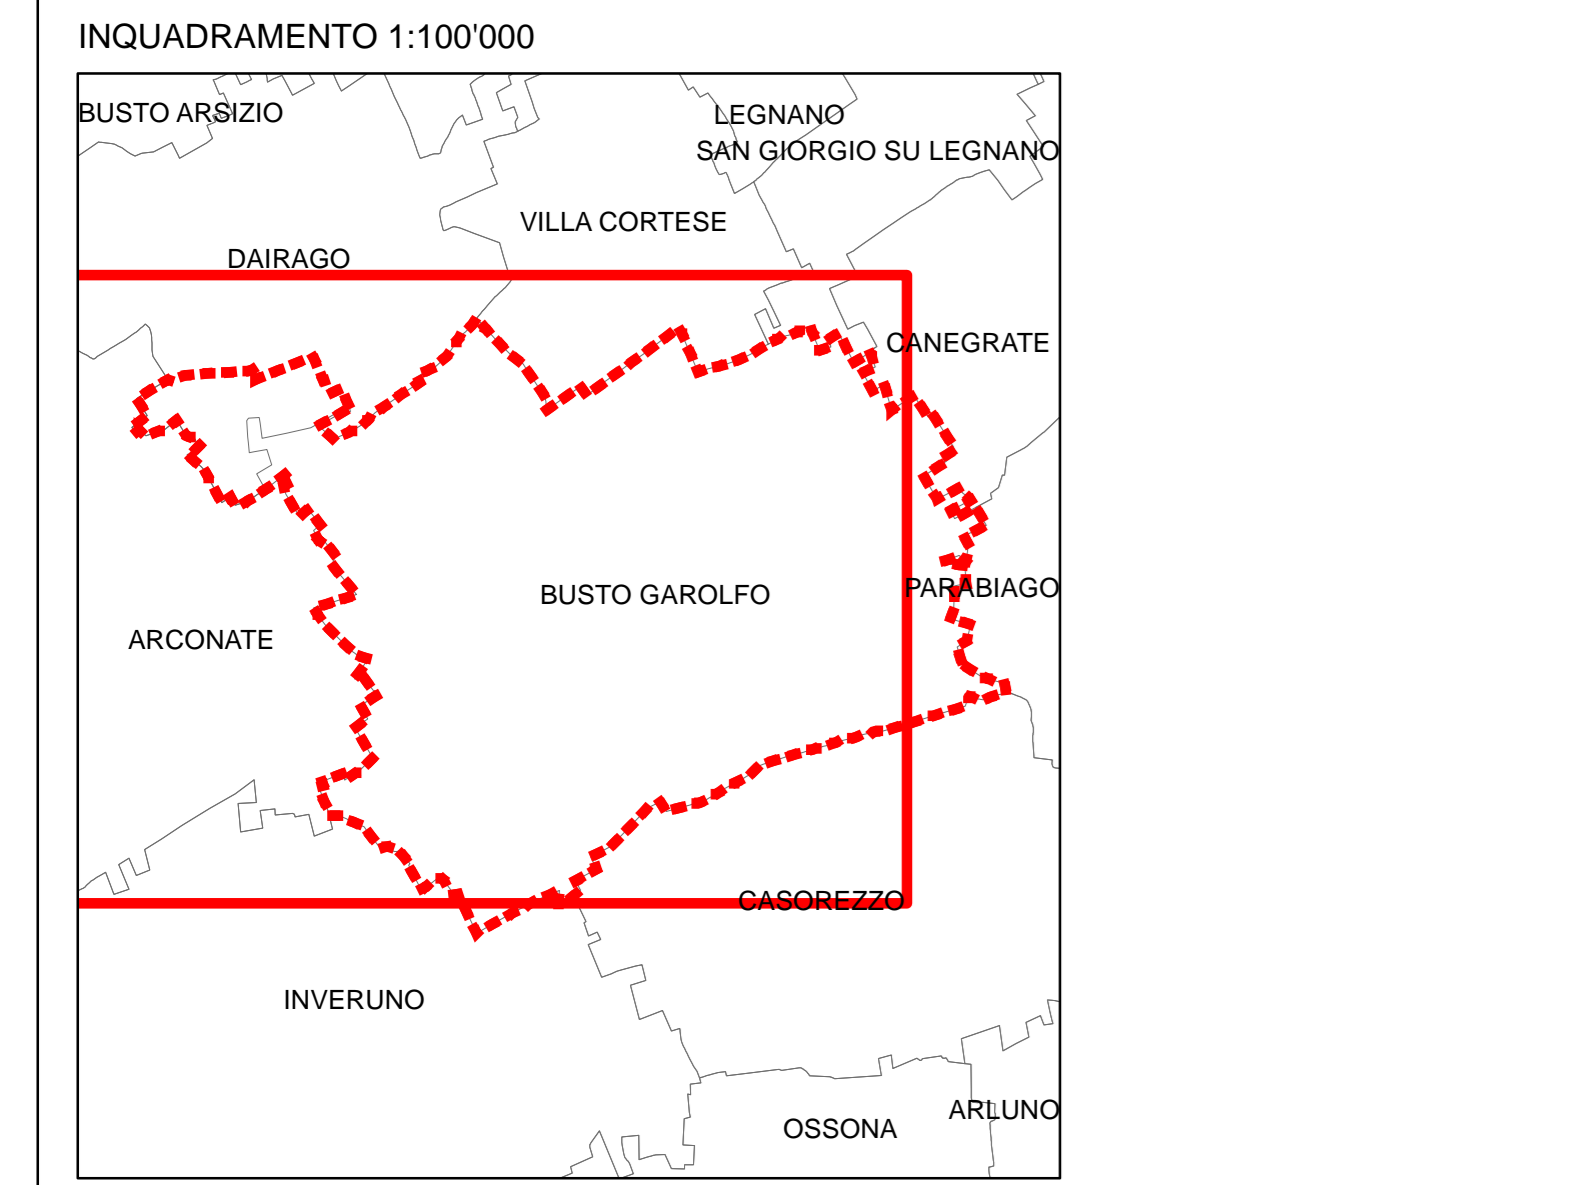 INQUADRAMENTO 1:100'000
BUSTO ARSIZIO
LEGNANO
SAN GIORGIO SU LEGNANO
VILLA CORTESE
DAIRAGO
CANEGRATE
BUSTO GAROLFO
PARABIAGO
ARCONATE
CASOREZZO
INVERUNO
ARLUNO
OSSONA